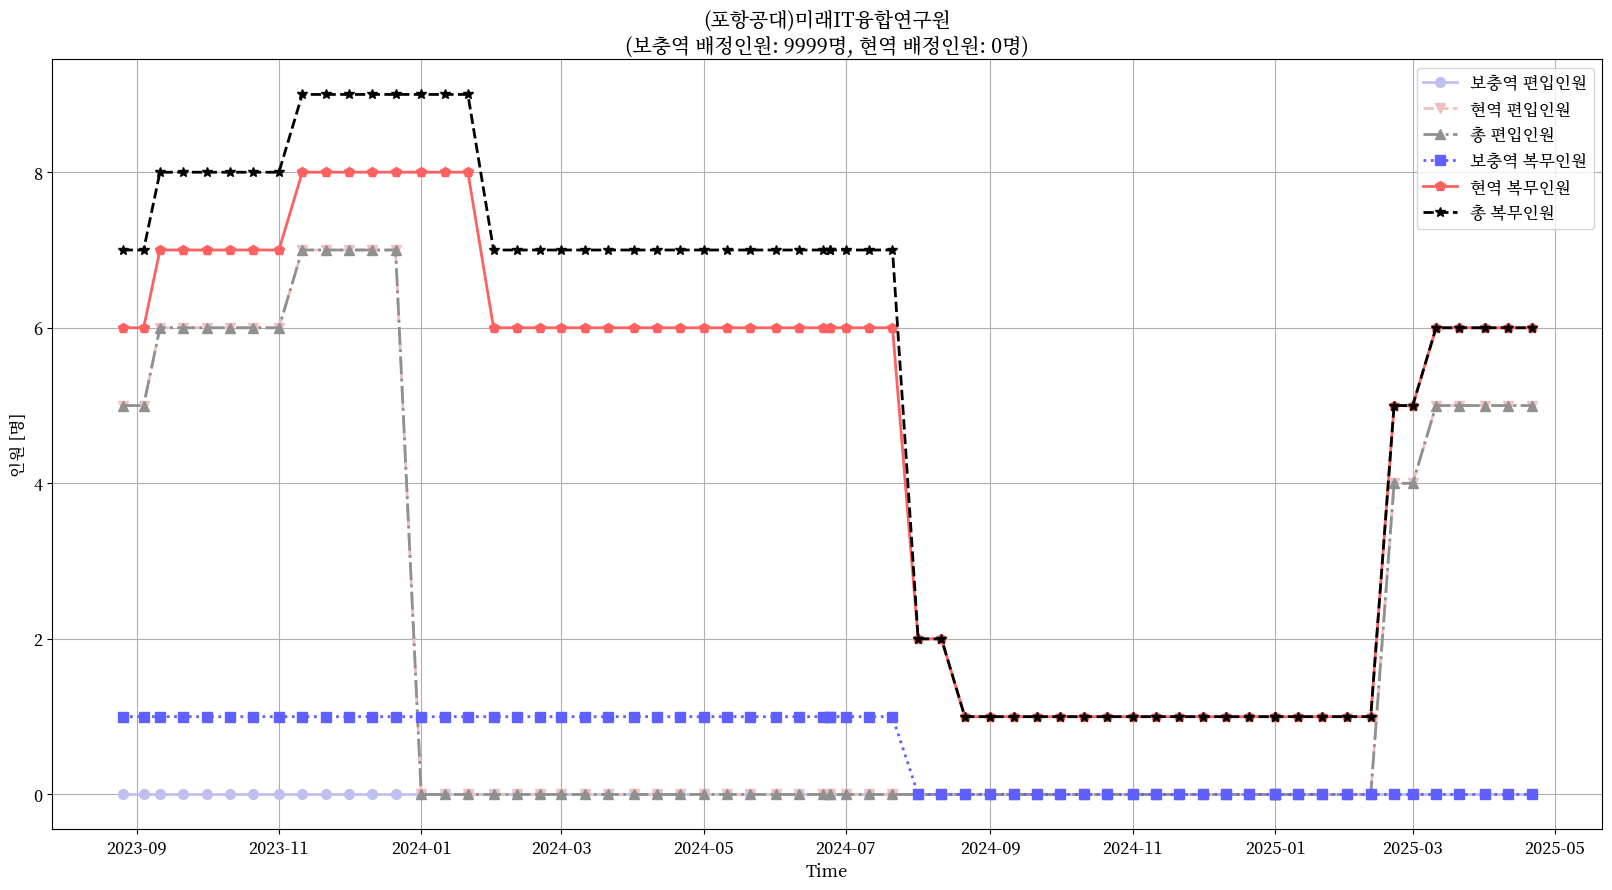 (포항공대)미래IT융합연구원
(보충역 배정인원: 9999명, 현역 배정인원: 0명)
보충역 편입인원
현역 편입인원
총 편입인원
보충역 복무인원
현역 복무인원
총 복무인원
인원 [명]
8
6
4
2
0
2023-09
2023-11
2024-01
2024-03
2024-05
2024-07
2024-09
2024-11
2025-01
2025-03
2025-05
Time